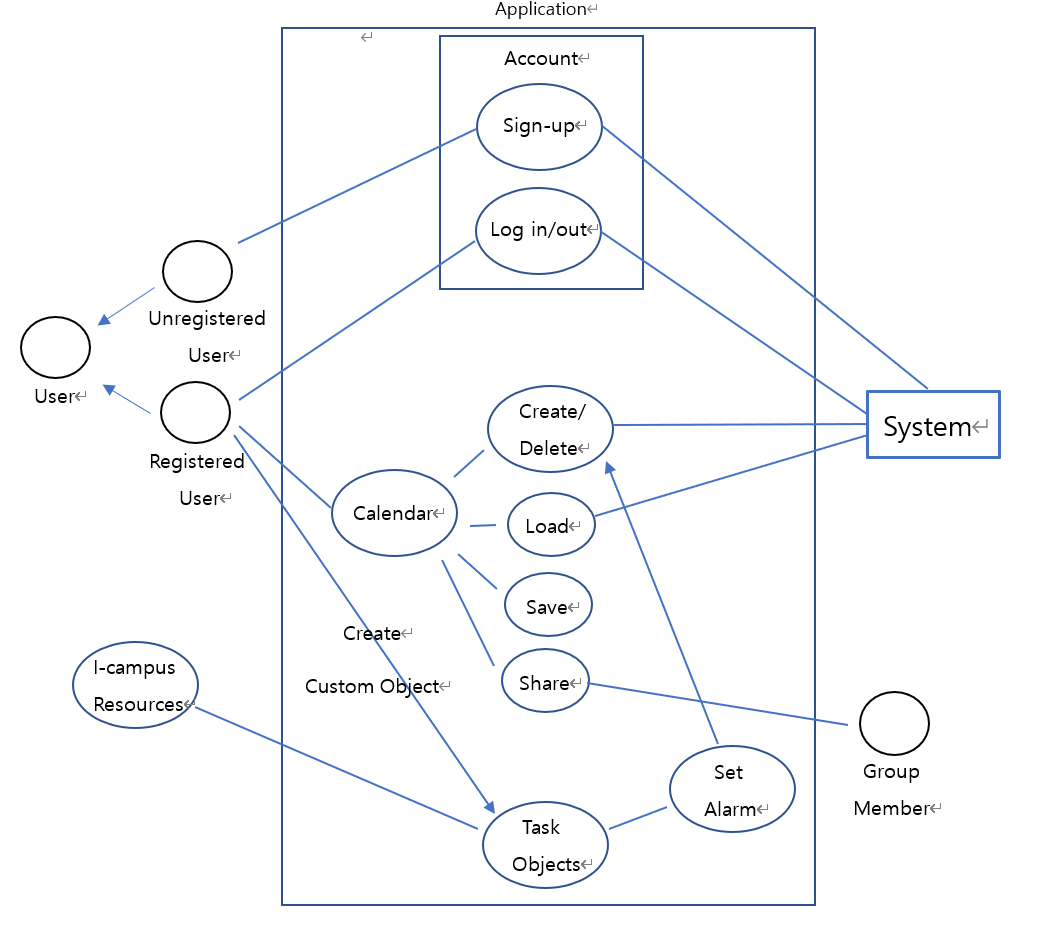 Application
Account
Sign-up
Log in/out
Unregistered
User
User
Registered
User
Create/
Delete
System
Calendar
Load
Save
Create
Custom Object
Share
I-campus
Resources
Group
Member
Set
Alarm
Task
Objects